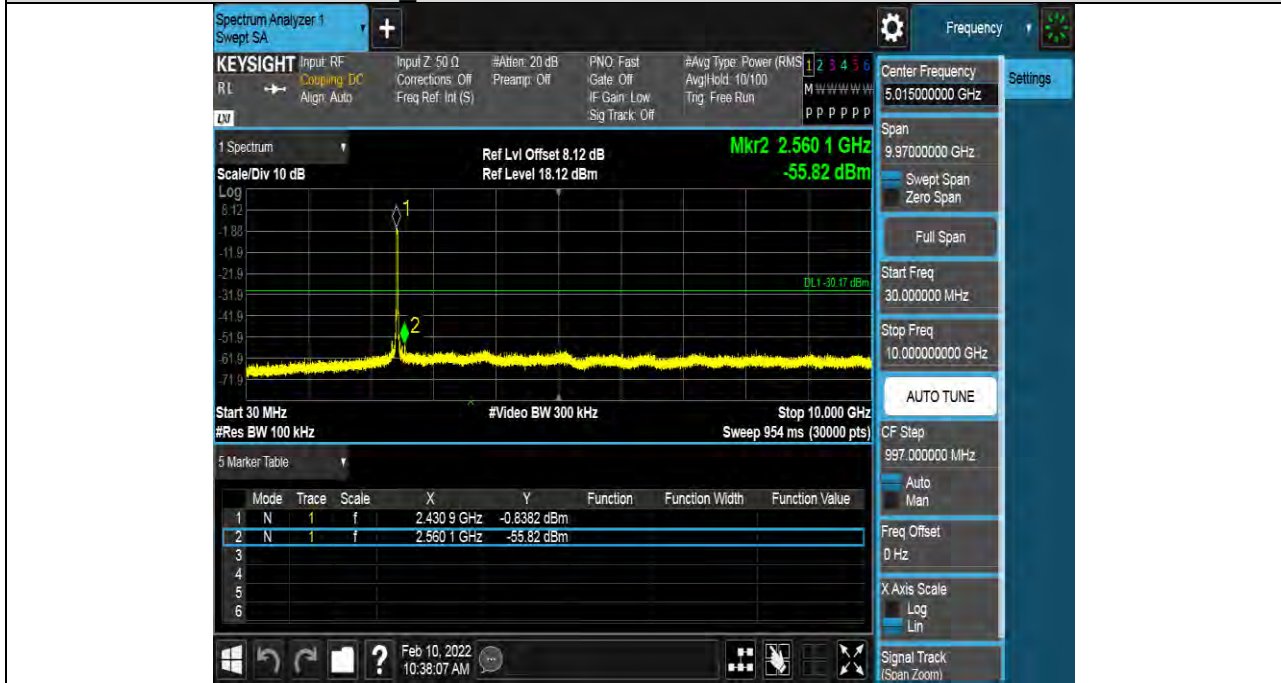 Spectrum Analyzer 1
Swept SA
+
Frequency
KEYSIGHT Input: RF Input Z: 50 Ω #Atten: 20 dB PNO: Fast #Avg Type: Power (RMS 1 2 3 4 5 6
RL Coupling: DC Corrections: Off Preamp: Off Gate: Off Avg|Hold: 10/100 M W W W W W
Align: Auto Freq Ref: Int (S) IF Gain: Low Trig: Free Run
LXI Sig Track: Off P P P P P P
Center Frequency
5.015000000 GHz
Settings
1 Spectrum
Ref Lvl Offset 8.12 dB
Mkr2 2.560 1 GHz
Scale/Div 10 dB
Ref Level 18.12 dBm
-55.82 dBm
Log
8.12
-1.88
-11.9
-21.9
-31.9
-41.9
-51.9
-61.9
-71.9
1
2
DL1 -30.17 dBm
Start 30 MHz #Video BW 300 kHz Stop 10.000 GHz
#Res BW 100 kHz Sweep 954 ms (30000 pts)
Span
9.97000000 GHz
Swept Span
Zero Span
Full Span
Start Freq
30.000000 MHz
Stop Freq
10.000000000 GHz
AUTO TUNE
CF Step
997.000000 MHz
Auto
Man
Freq Offset
0 Hz
X Axis Scale
Log
Lin
Signal Track
(Span Zoom)
5 Marker Table
Mode Trace Scale X Y Function Function Width Function Value
1 N 1 f 2.430 9 GHz -0.8382 dBm
2 N 1 f 2.560 1 GHz -55.82 dBm
3
4
5
6
? Feb 10, 2022
10:38:07 AM